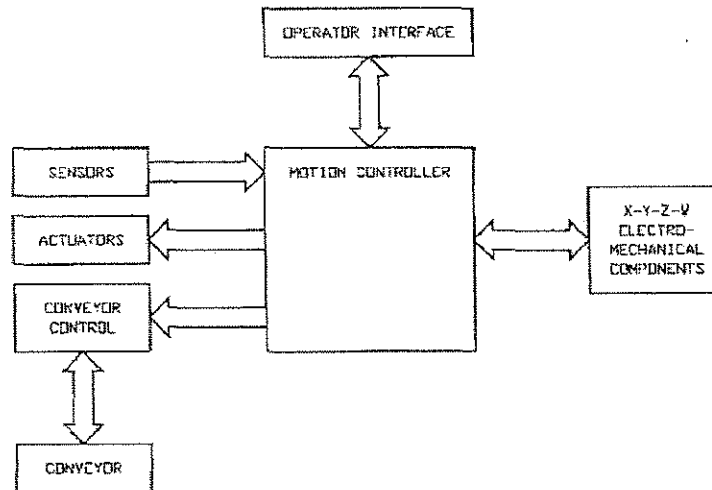 OPERATOR INTERFACE
SENSORS
MOTION CONTROLLER
ACTUATORS
X-Y-Z-W
ELECTRO-
MECHANICAL
COMPONENTS
CONVEYOR
CONTROL
CONVEYOR